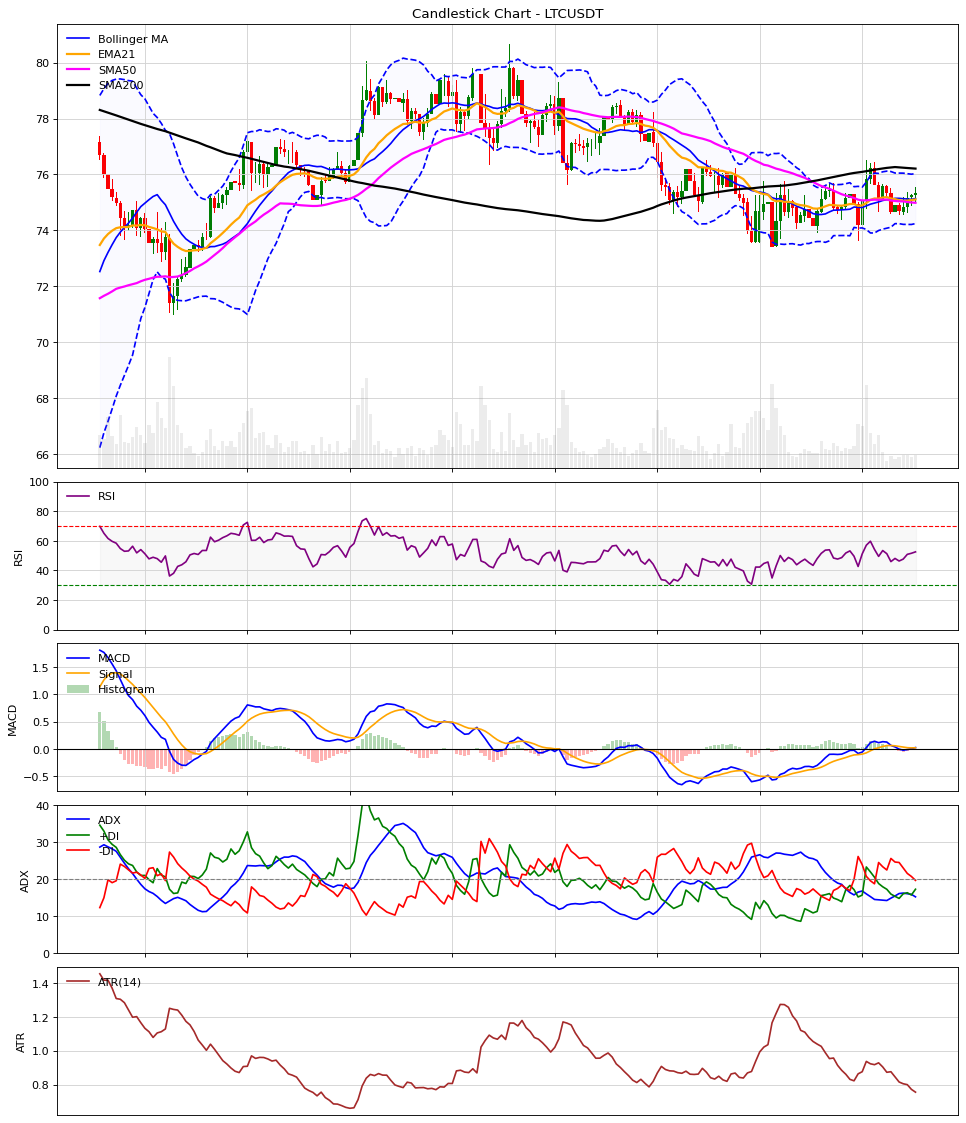 Candlestick Chart - LTCUSDT
Bollinger MA
EMA21
SMA50
SMA200
80
78
76
74
72
70
68
66
RSI
100
80
60
40
20
0
RSI
MACD
Signal
Histogram
1.5
1.0
0.5
0.0
−0.5
MACD
ADX
+DI
-DI
40
30
20
10
0
ADX
ATR(14)
1.4
1.2
1.0
0.8
ATR